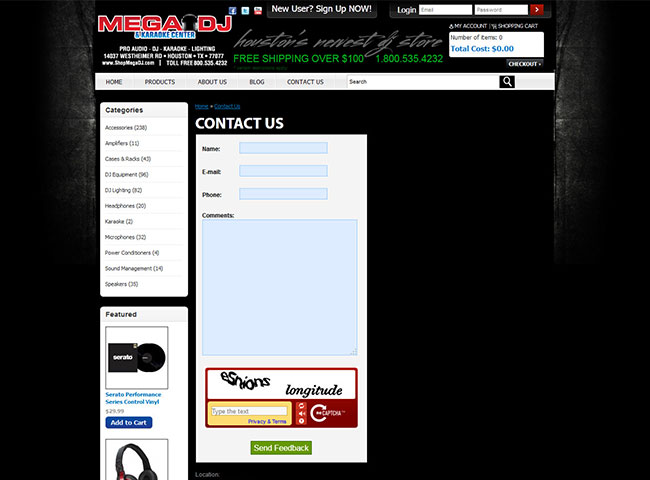 MEGA DJ
& KARAOKE CENTER
PRO AUDIO - DJ - KARAOKE - LIGHTING
14037 WESTHEIMER RD • HOUSTON • TX • 77077
www.ShopMegaDJ.com | TOLL FREE 800.535.4232
New User? Sign Up NOW!
Login Email Password
houston's newest dj store
FREE SHIPPING OVER $100 1.800.535.4232
MY ACCOUNT SHOPPING CART
Number of items: 0
Total Cost: $0.00
CHECKOUT
HOME PRODUCTS ABOUT US BLOG CONTACT US Search
Categories
Accessories (238)
Amplifiers (11)
Cases & Racks (43)
DJ Equipment (96)
DJ Lighting (82)
Headphones (20)
Karaoke (2)
Microphones (32)
Power Conditioners (4)
Sound Management (14)
Speakers (35)
Featured
serato
Serato Performance
Series Control Vinyl
$29.99
Add to Cart
Home » Contact Us
CONTACT US
Name:
E-mail:
Phone:
Comments:
longitude
Type the text
Privacy & Terms
CAPTCHA™
Send Feedback
Location: